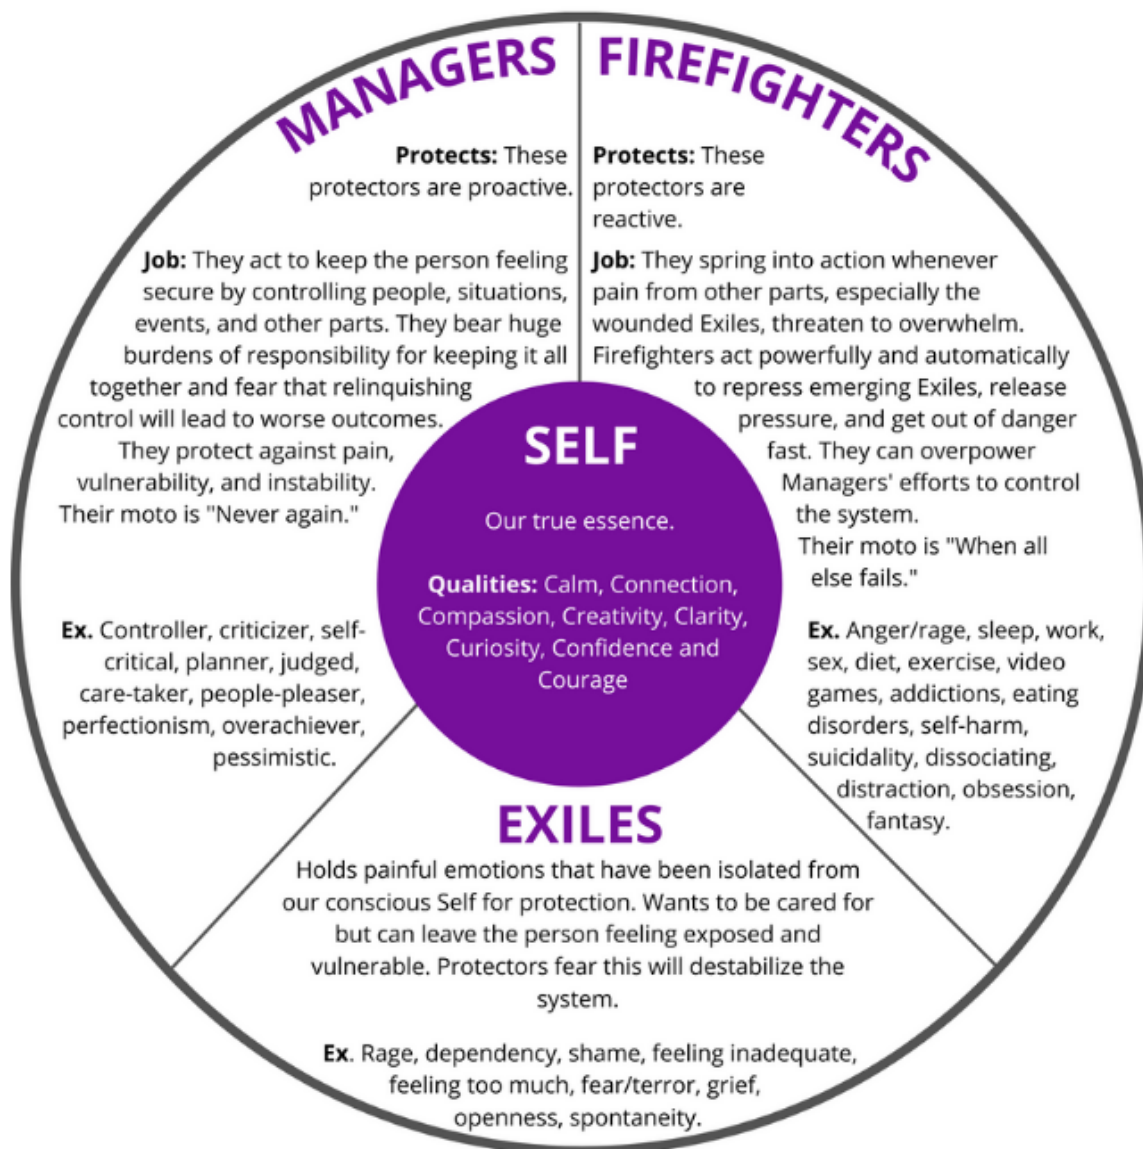 MANAGERS
Protects: These
protectors are proactive.
Job: They act to keep the person feeling
secure by controlling people, situations,
events, and other parts. They bear huge
burdens of responsibility for keeping it all
together and fear that relinquishing
control will lead to worse outcomes.
They protect against pain,
vulnerability, and instability.
Their moto is "Never again."
Ex. Controller, criticizer, self-
critical, planner, judged,
care-taker, people-pleaser,
perfectionism, overachiever,
pessimistic.
FIREFIGHTERS
Protects: These
protectors are
reactive.
Job: They spring into action whenever
pain from other parts, especially the
wounded Exiles, threaten to overwhelm.
Firefighters act powerfully and automatically
to repress emerging Exiles, release
pressure, and get out of danger
fast. They can overpower
Managers' efforts to control
the system.
Their moto is "When all
else fails."
Ex. Anger/rage, sleep, work,
sex, diet, exercise, video
games, addictions, eating
disorders, self-harm,
suicidality, dissociating,
distraction, obsession,
fantasy.
SELF
Our true essence.
Qualities: Calm, Connection,
Compassion, Creativity, Clarity,
Curiosity, Confidence and
Courage
EXILES
Holds painful emotions that have been isolated from
our conscious Self for protection. Wants to be cared for
but can leave the person feeling exposed and
vulnerable. Protectors fear this will destabilize the
system.
Ex. Rage, dependency, shame, feeling inadequate,
feeling too much, fear/terror, grief,
openness, spontaneity.